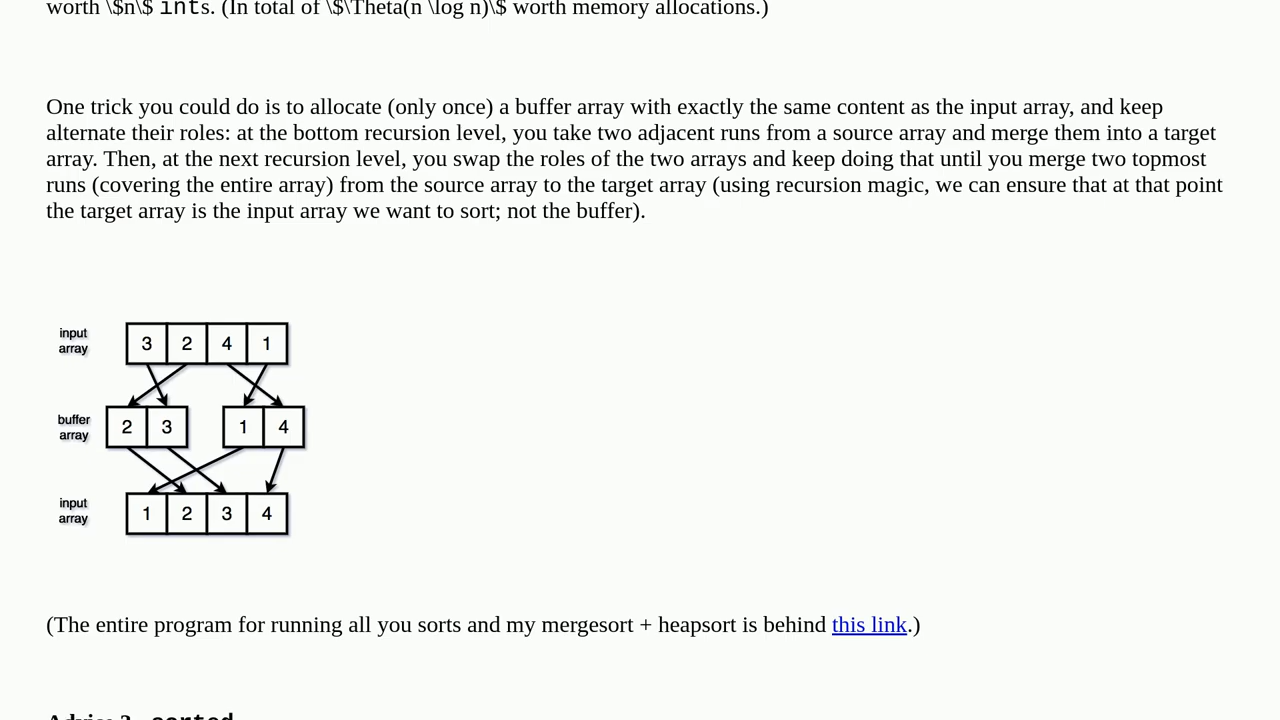 worth \$n\$ ints. (In total of \$\Theta(n \log n)\$ worth memory allocations.)
One trick you could do is to allocate (only once) a buffer array with exactly the same content as the input array, and keep
alternate their roles: at the bottom recursion level, you take two adjacent runs from a source array and merge them into a target
array. Then, at the next recursion level, you swap the roles of the two arrays and keep doing that until you merge two topmost
runs (covering the entire array) from the source array to the target array (using recursion magic, we can ensure that at that point
the target array is the input array we want to sort; not the buffer).
input
array
3 2 4 1
buffer
array
2 3 1 4
input
array
1 2 3 4
(The entire program for running all you sorts and my mergesort + heapsort is behind this link.)